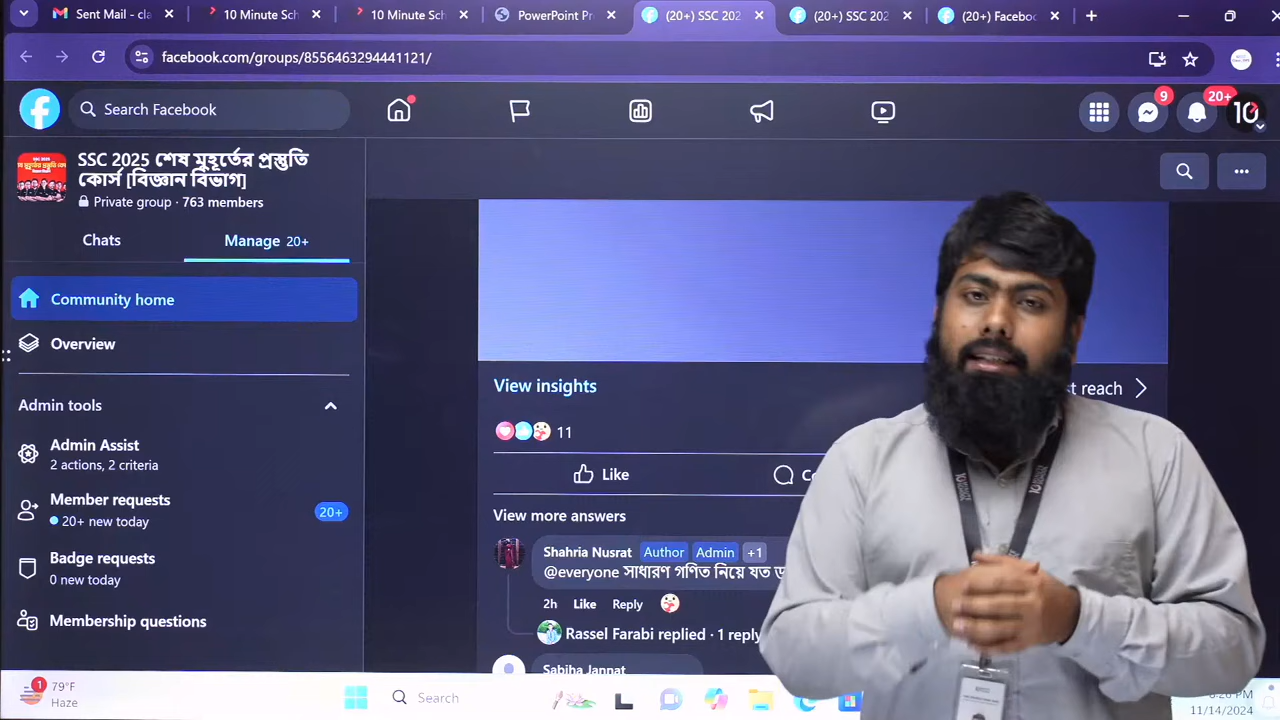 Sent Mail - cla
10 Minute Sch
10 Minute Sch
PowerPoint Pr
(20+) SSC 202
(20+) SSC 202
(20+) Faceboo
facebook.com/groups/8556463294441121/
Search Facebook
9
20+
10
SSC 2025 শেষ মুহূর্তের প্রস্তুতি
কোর্স [বিজ্ঞান বিভাগ]
Private group · 763 members
Chats
Manage 20+
Community home
Overview
Admin tools
Admin Assist
2 actions, 2 criteria
Member requests
20+ new today
20+
Badge requests
0 new today
Membership questions
View insights
t reach
11
Like
View more answers
Shahria Nusrat Author Admin +1
@everyone সাধারণ গণিত নিয়ে যত
2h Like Reply
Rassel Farabi replied · 1 reply
Sabiha Jannat
1
79°F
Haze
Search
11/14/2024